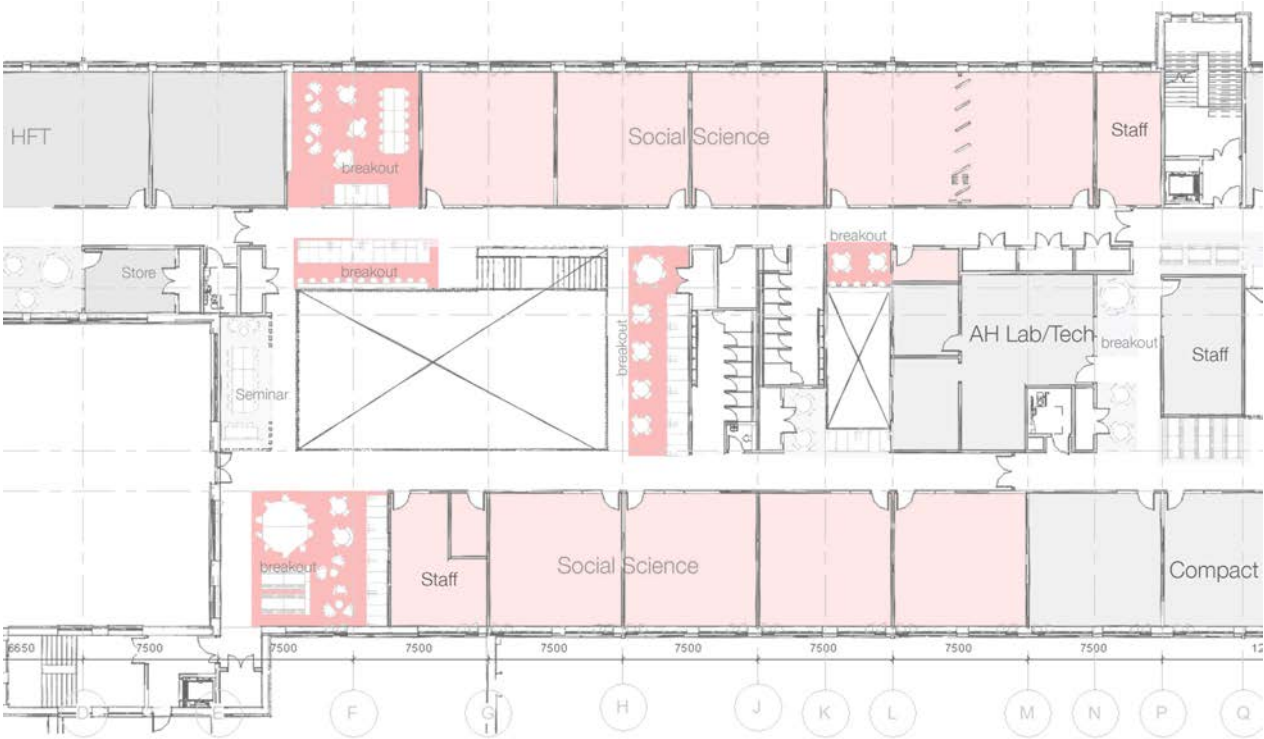 HFT
breakout
Social Science
Staff
breakout
Store
breakout
breakout
AH Lab/Tech
breakout
Staff
Seminar
breakout
Staff
Social Science
Compact
6650
7500
7500
7500
7500
7500
7500
7500
7500
12
D
E
F
G
H
J
K
L
M
N
P
Q